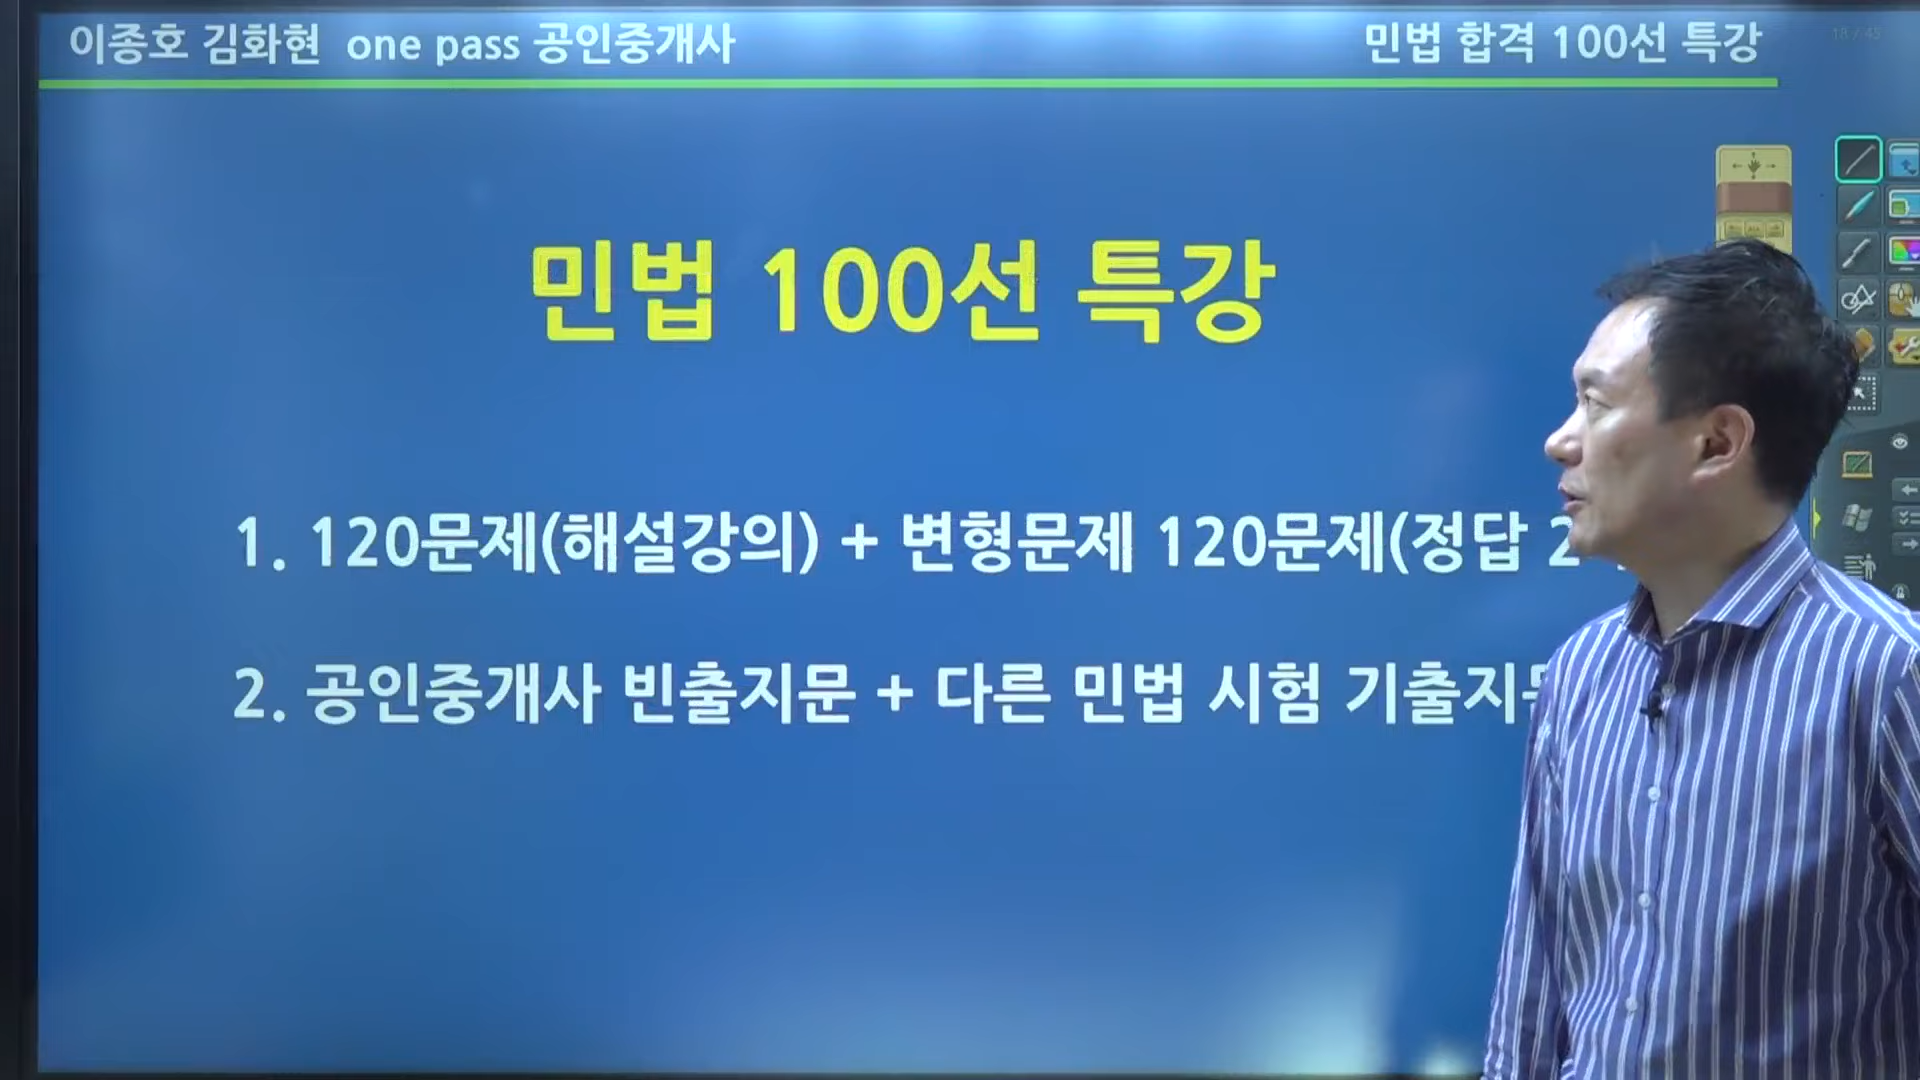 이종호 김화현 one pass 공인중개사
민법 합격 100선 특강
18 / 45
민법 100선 특강
1. 120문제(해설강의) + 변형문제 120문제(정답 2
2. 공인중개사 빈출지문 + 다른 민법 시험 기출지